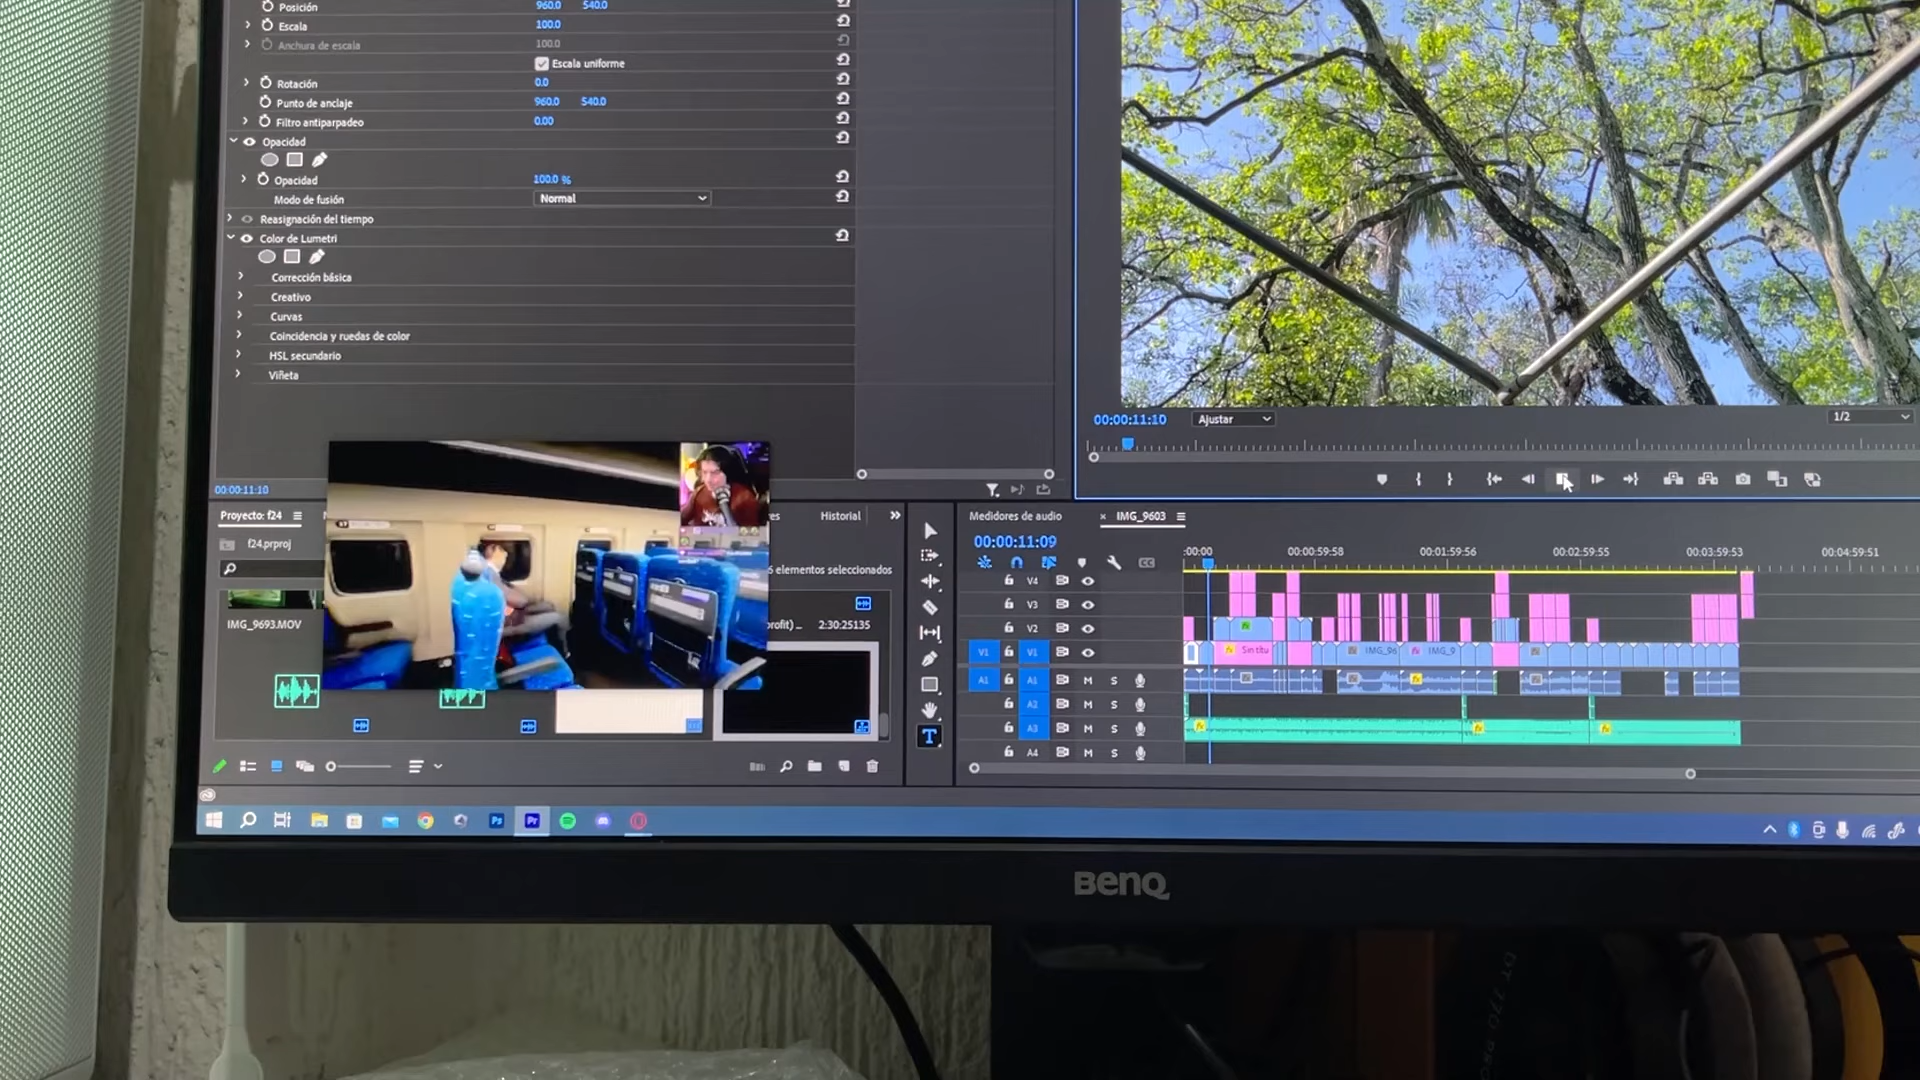 Posición 960.0 540.0
Escala 100.0
Anchura de escala 100.0
Escala uniforme
Rotación 0.0
Punto de anclaje 960.0 540.0
Filtro antiparpadeo 0.00
Opacidad
Opacidad 100.0 %
Modo de fusión Normal
Reasignación del tiempo
Color de Lumetri
Corrección básica
Creativo
Curvas
Coincidencia y ruedas de color
HSL secundario
Viñeta
00:00:11:10 Ajustar 1/2
00:00:11:10
Proyecto: f24 Historial
f24.prproj
6 elementos seleccionados
IMG_9693.MOV 2:30:25135
Medidores de audio × IMG_9603
00:00:11:09
:00:00 00:00:59:58 00:01:59:56 00:02:59:55 00:03:59:53 00:04:59:51
V4
V3
V2
V1 V1 Sin títu IMG_96 IMG_9
A1 A1 M S
A2 M S
A3 M S
A4 M S
T
Ps Pr
BenQ
DT 770